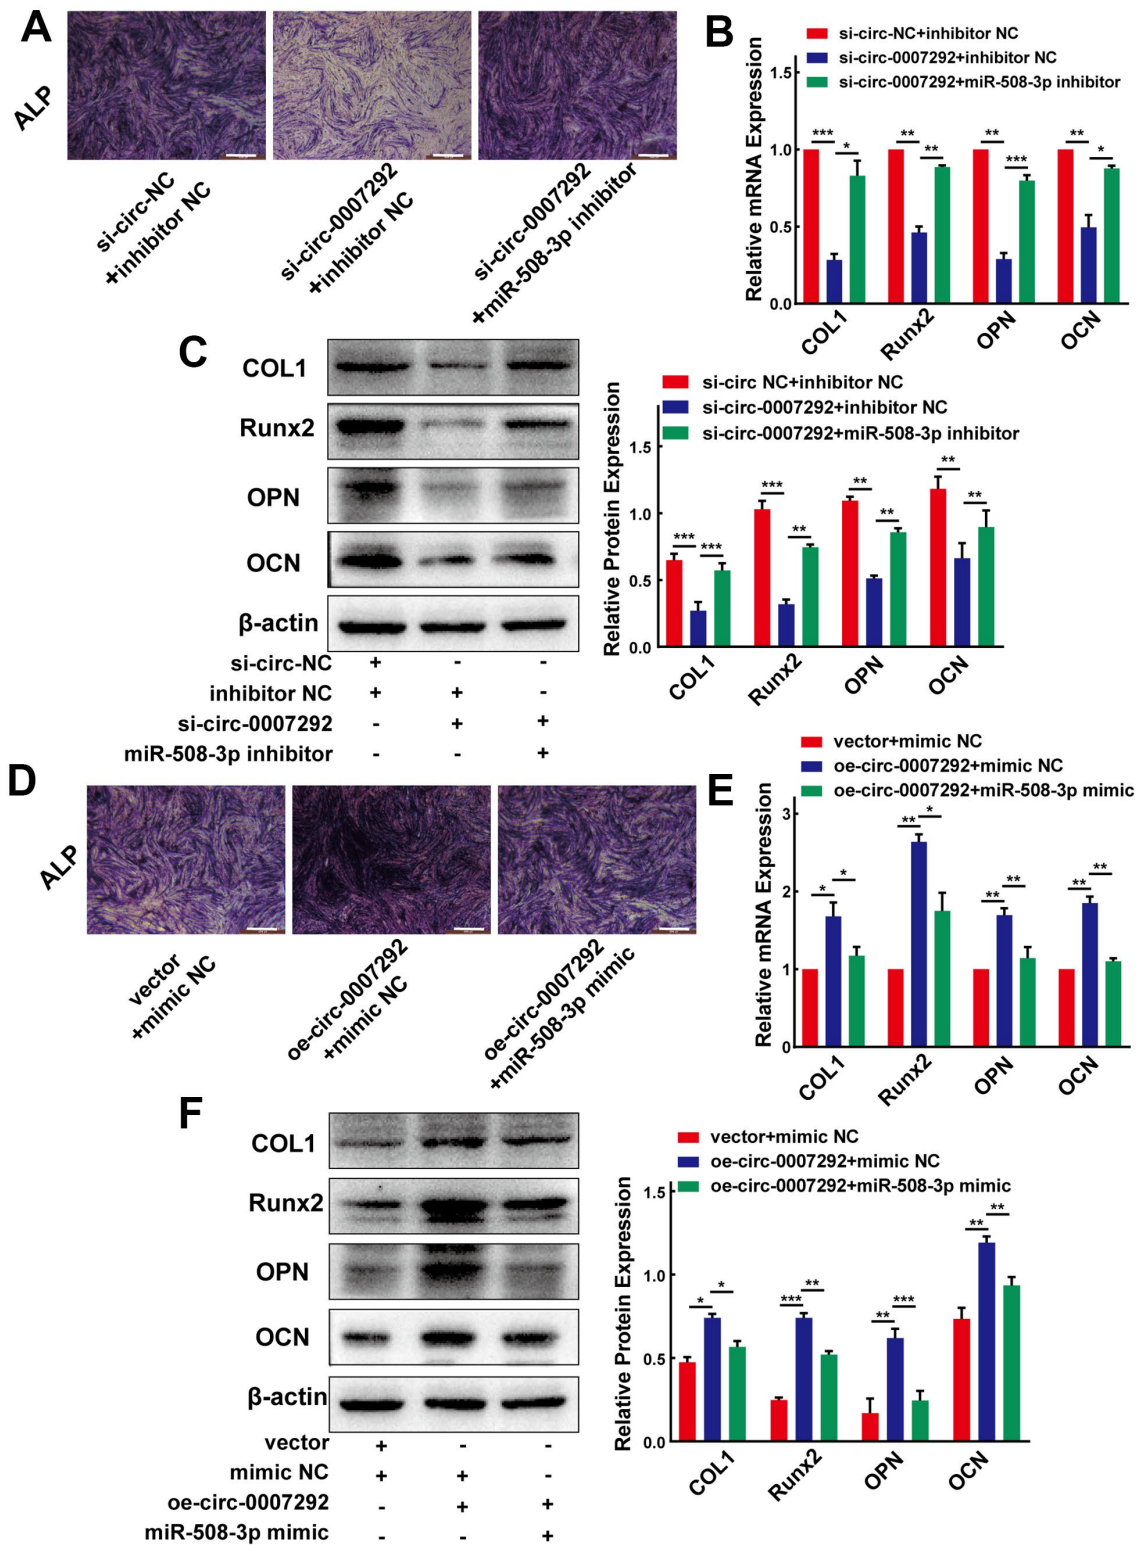 A
ALP
si-circ-NC
+inhibitor NC
si-circ-0007292
+inhibitor NC
si-circ-0007292
+miR-508-3p inhibitor
B
si-circ-NC+inhibitor NC
si-circ-0007292+inhibitor NC
si-circ-0007292+miR-508-3p inhibitor
Relative mRNA Expression
1.5
1.0
0.5
0.0
*** * ** ** ** *** ** *
COL1 Runx2 OPN OCN
C
COL1
Runx2
OPN
OCN
β-actin
si-circ-NC + - -
inhibitor NC + + -
si-circ-0007292 - + +
miR-508-3p inhibitor - - +
si-circ NC+inhibitor NC
si-circ-0007292+inhibitor NC
si-circ-0007292+miR-508-3p inhibitor
Relative Protein Expression
1.5
1.0
0.5
0.0
*** *** *** ** ** ** ** **
COL1 Runx2 OPN OCN
D
ALP
vector
+mimic NC
oe-circ-0007292
+mimic NC
oe-circ-0007292
+miR-508-3p mimic
E
vector+mimic NC
oe-circ-0007292+mimic NC
oe-circ-0007292+miR-508-3p mimic
Relative mRNA Expression
3
2
1
0
* * ** * ** ** ** **
COL1 Runx2 OPN OCN
F
COL1
Runx2
OPN
OCN
β-actin
vector + - -
mimic NC + + -
oe-circ-0007292 - + +
miR-508-3p mimic - - +
vector+mimic NC
oe-circ-0007292+mimic NC
oe-circ-0007292+miR-508-3p mimic
Relative Protein Expression
1.5
1.0
0.5
0.0
* * *** ** ** *** ** **
COL1 Runx2 OPN OCN